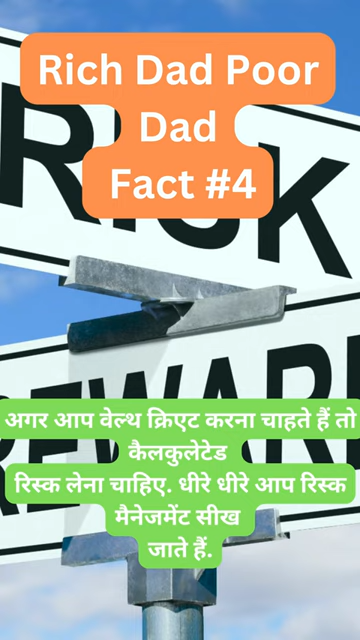 Rich Dad Poor
Dad
Fact #4
RISK
REWARD
अगर आप वेल्थ क्रिएट करना चाहते हैं तो
कैलकुलेटेड
रिस्क लेना चाहिए. धीरे धीरे आप रिस्क
मैनेजमेंट सीख
जाते हैं.